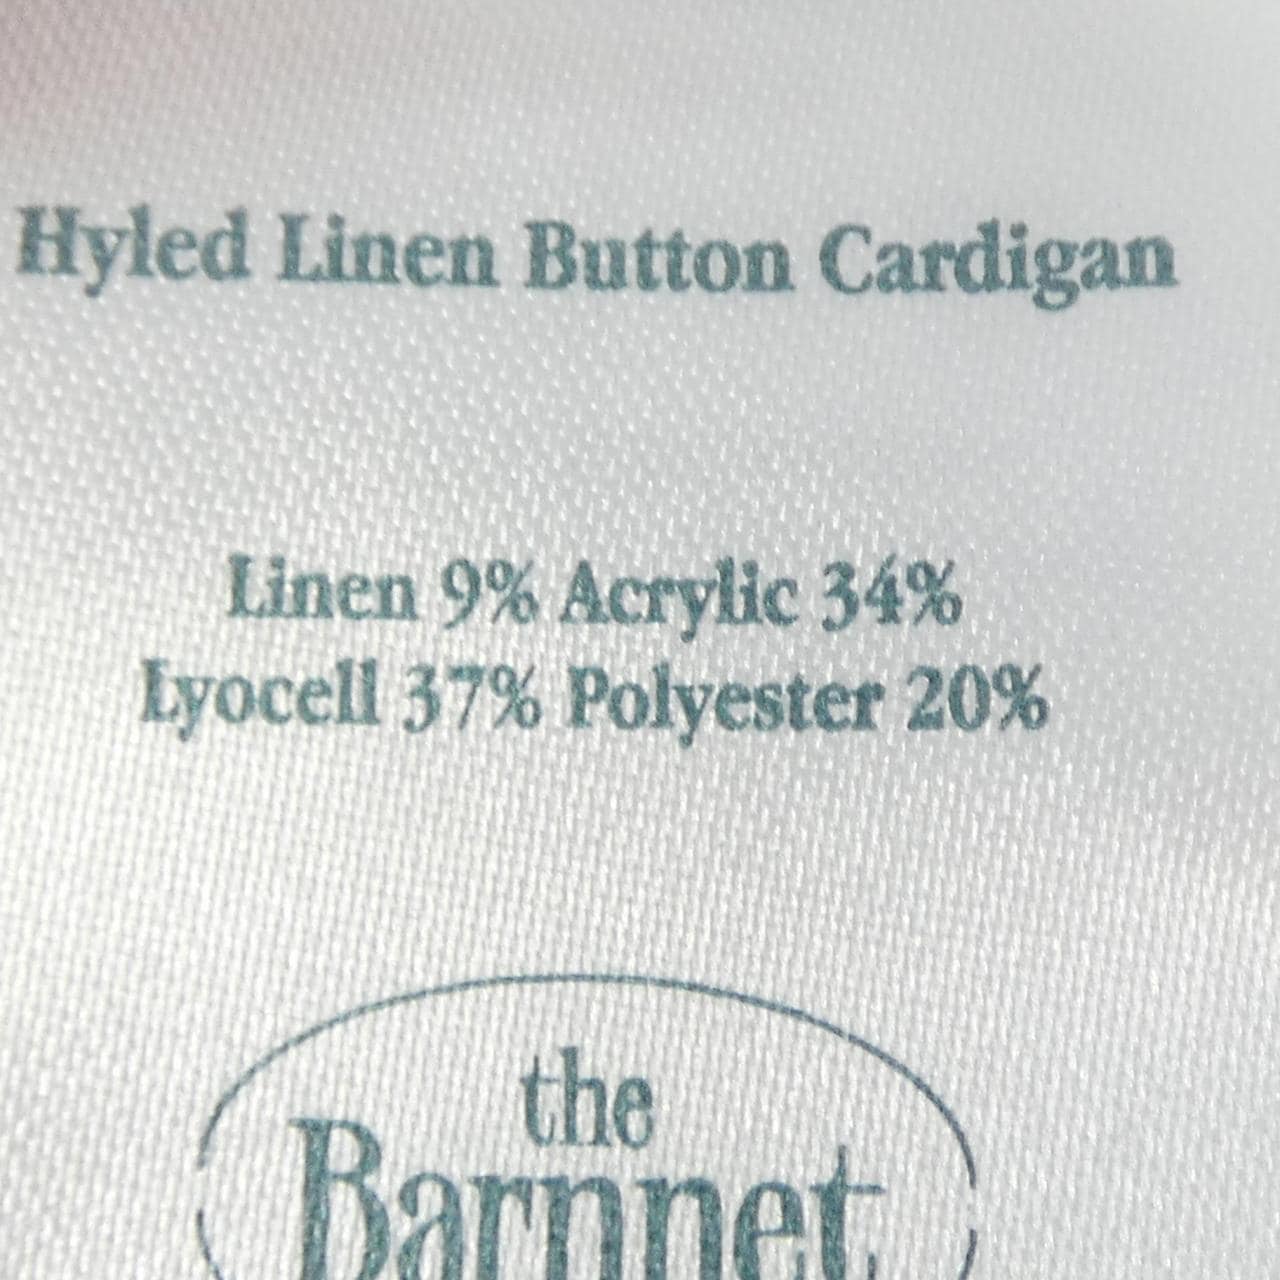 Hyled Linen Button Cardigan
Linen 9% Acrylic 34%
Lyocell 37% Polyester 20%
the
Barnnet